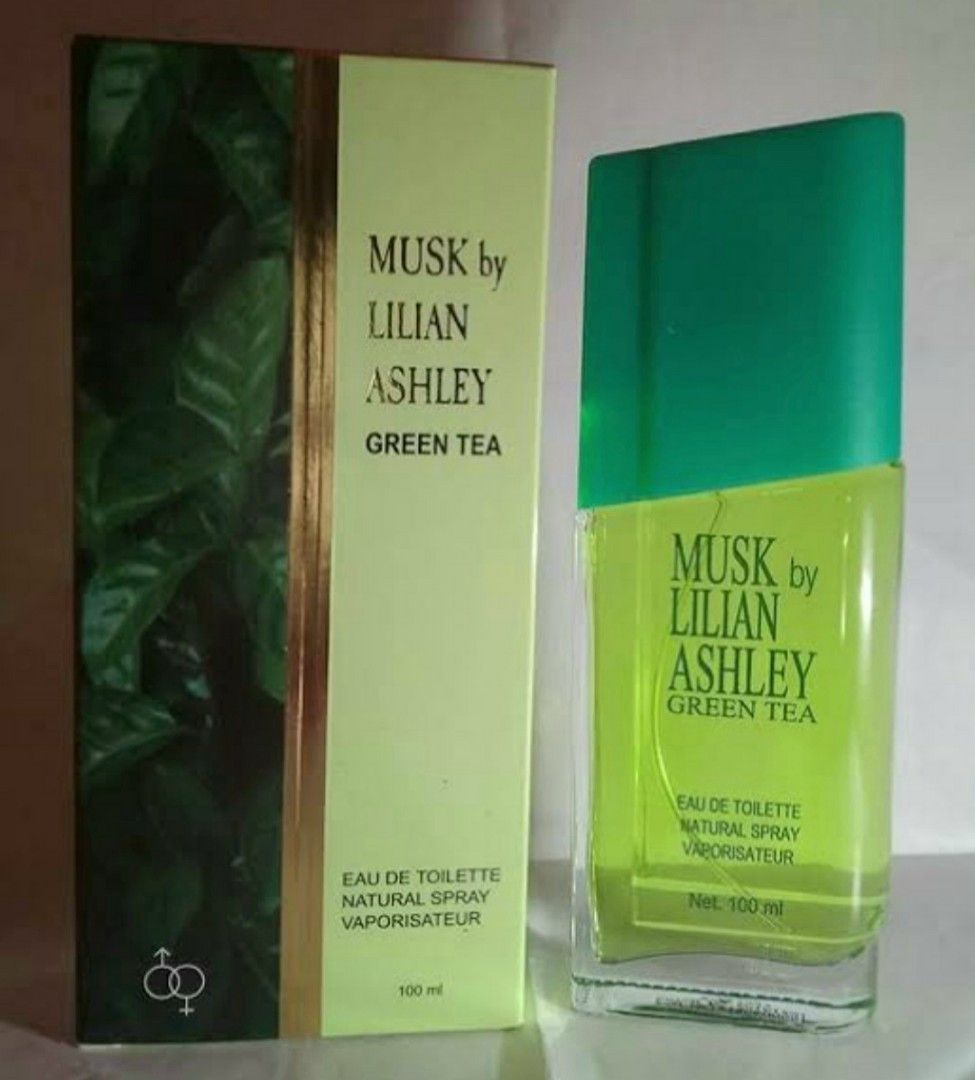 MUSK by
LILIAN
ASHLEY
GREEN TEA
EAU DE TOILETTE
NATURAL SPRAY
VAPORISATEUR
100 ml
MUSK by
LILIAN
ASHLEY
GREEN TEA
EAU DE TOILETTE
NATURAL SPRAY
VAPORISATEUR
Net. 100 ml